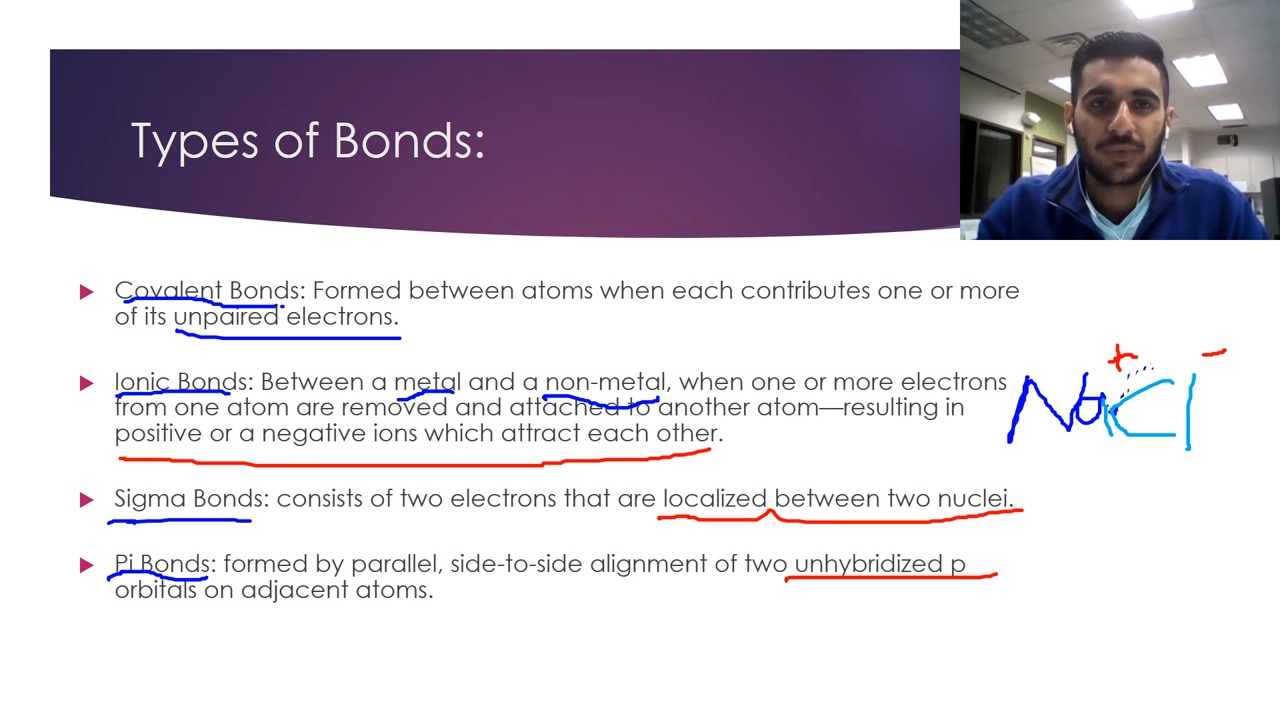 Types of Bonds:
Covalent Bonds: Formed between atoms when each contributes one or more
of its unpaired electrons.
Ionic Bonds: Between a metal and a non-metal, when one or more electrons
from one atom are removed and attached to another atom—resulting in
positive or a negative ions which attract each other.
+ -
NaCl
Sigma Bonds: consists of two electrons that are localized between two nuclei.
Pi Bonds: formed by parallel, side-to-side alignment of two unhybridized p
orbitals on adjacent atoms.